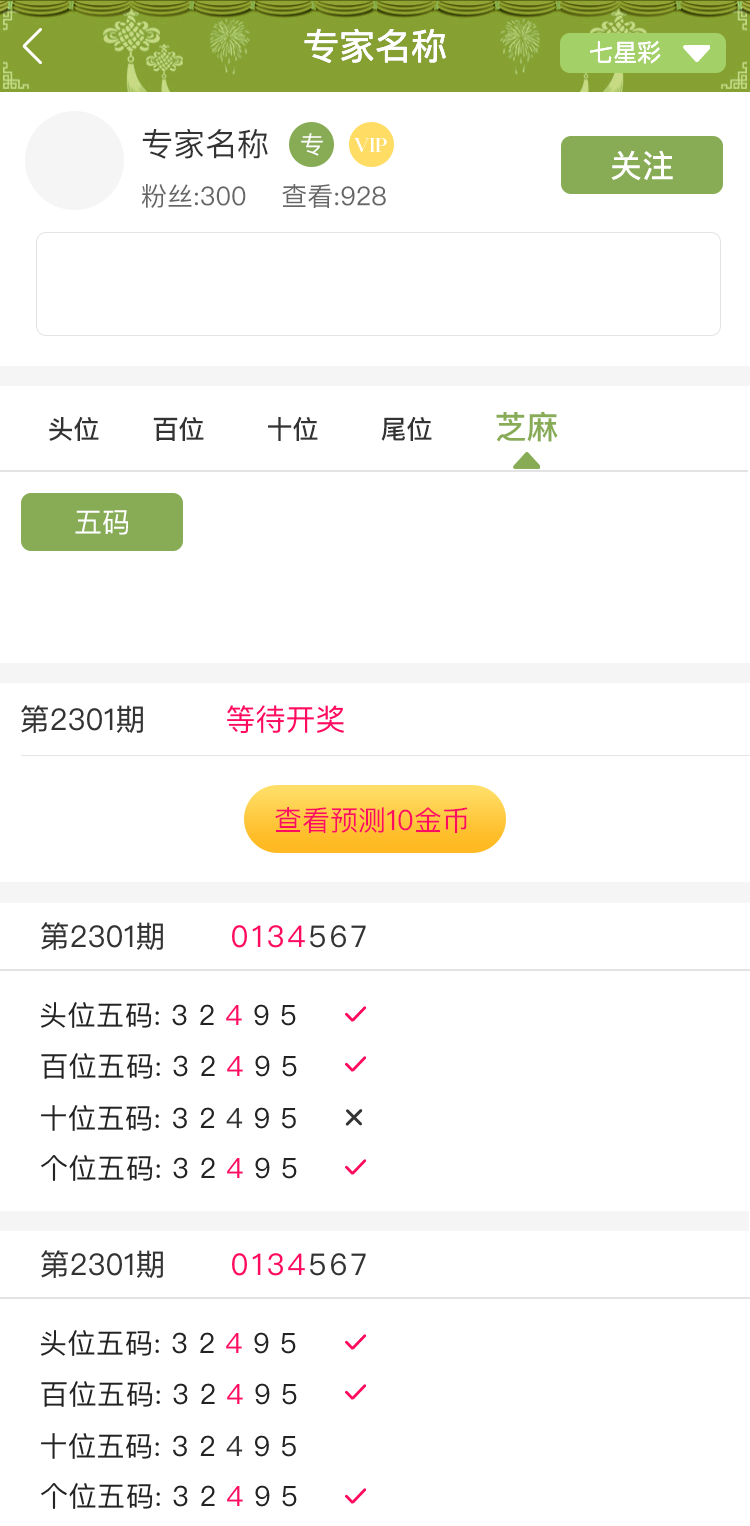 专家名称 七星彩
专家名称 专 VIP
粉丝:300 查看:928
关注
头位 百位 十位 尾位 芝麻
五码
第2301期 等待开奖
查看预测10金币
第2301期 0134567
头位五码: 3 2 4 9 5
百位五码: 3 2 4 9 5
十位五码: 3 2 4 9 5
个位五码: 3 2 4 9 5
第2301期 0134567
头位五码: 3 2 4 9 5
百位五码: 3 2 4 9 5
十位五码: 3 2 4 9 5
个位五码: 3 2 4 9 5